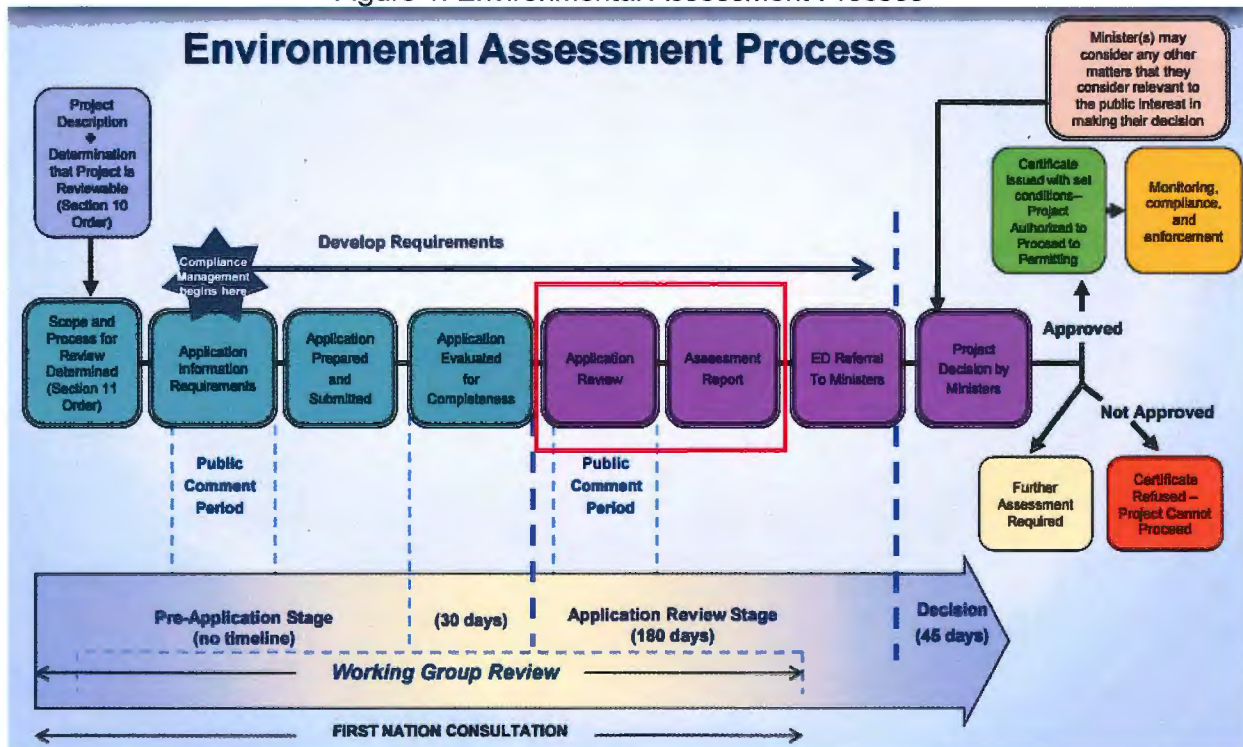 Figure 1: Environmental Assessment Process
Environmental Assessment Process
Project
Description
+
Determination
that Project is
Reviewable
(Section 10
Order)
Minister(s) may
consider any other
matters that they
consider relevant to
the public interest in
making their decision
Certificate
issued with set
conditions–
Project
Authorized to
Proceed to
Permitting
Monitoring,
compliance,
and
enforcement
Compliance
Management
begins here
Develop Requirements
Scope and
Process for
Review
Determined
(Section 11
Order)
Application
Information
Requirements
Application
Prepared
and
Submitted
Application
Evaluated
for
Completeness
Application
Review
Assessment
Report
ED Referral
To Ministers
Project
Decision by
Ministers
Approved
Not Approved
Further
Assessment
Required
Certificate
Refused –
Project Cannot
Proceed
Public
Comment
Period
Public
Comment
Period
Pre-Application Stage
(no timeline)
(30 days)
Application Review Stage
(180 days)
Decision
(45 days)
Working Group Review
FIRST NATION CONSULTATION